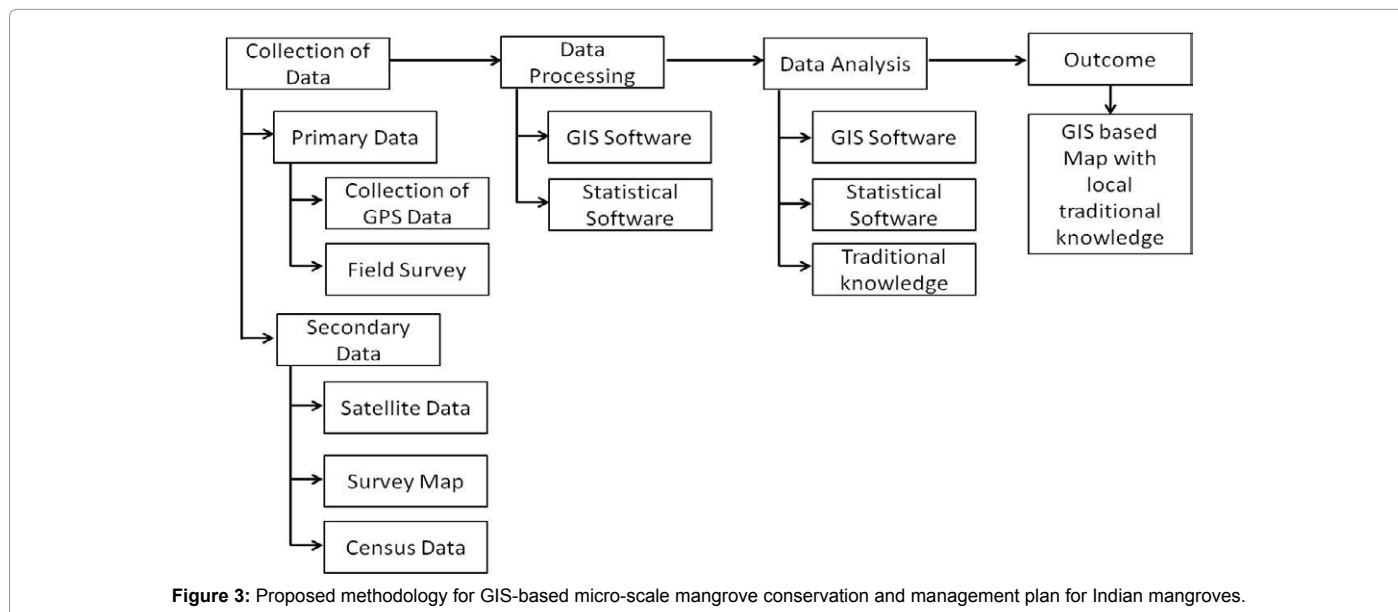 Collection of
Data
Data
Processing
Data Analysis
Outcome
Primary Data
Collection of
GPS Data
Field Survey
Secondary
Data
Satellite Data
Survey Map
Census Data
GIS Software
Statistical
Software
GIS Software
Statistical
Software
Traditional
knowledge
GIS based
Map with
local
traditional
knowledge
Figure 3: Proposed methodology for GIS-based micro-scale mangrove conservation and management plan for Indian mangroves.